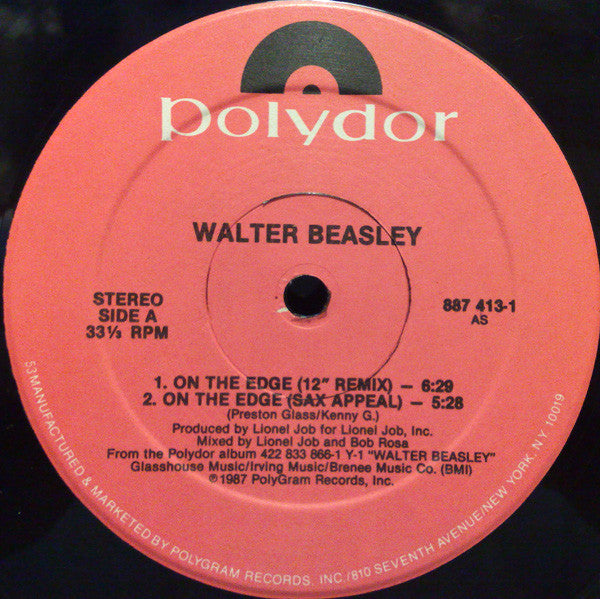 polydor
WALTER BEASLEY
STEREO
SIDE A
33⅓ RPM
887 413-1
AS
1. ON THE EDGE (12" REMIX) — 6:29
2. ON THE EDGE (SAX APPEAL) — 5:28
(Preston Glass/Kenny G.)
Produced by Lionel Job for Lionel Job, Inc.
Mixed by Lionel Job and Bob Rosa
From the Polydor album 422 833 866-1 Y-1 "WALTER BEASLEY"
Glasshouse Music/Irving Music/Brenee Music Co. (BMI)
℗1987 PolyGram Records, Inc.
53 MANUFACTURED & MARKETED BY POLYGRAM RECORDS, INC./810 SEVENTH AVENUE/NEW YORK, NY 10019